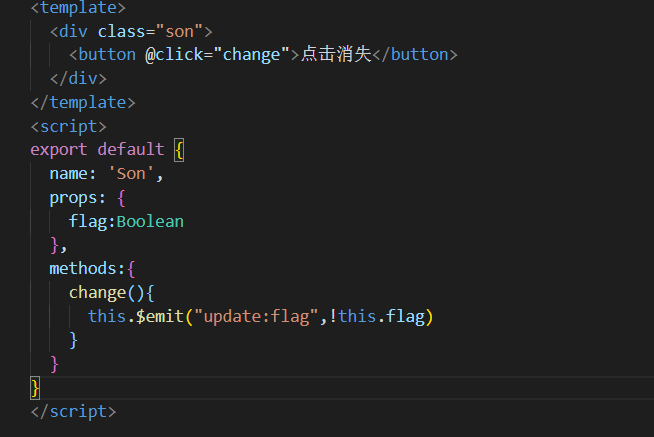 <template>
  <div class="son">
    <button @click="change">点击消失</button>
  </div>
</template>
<script>
export default {
  name: 'Son',
  props: {
    flag:Boolean
  },
  methods:{
    change(){
      this.$emit("update:flag",!this.flag)
    }
  }
}
</script>